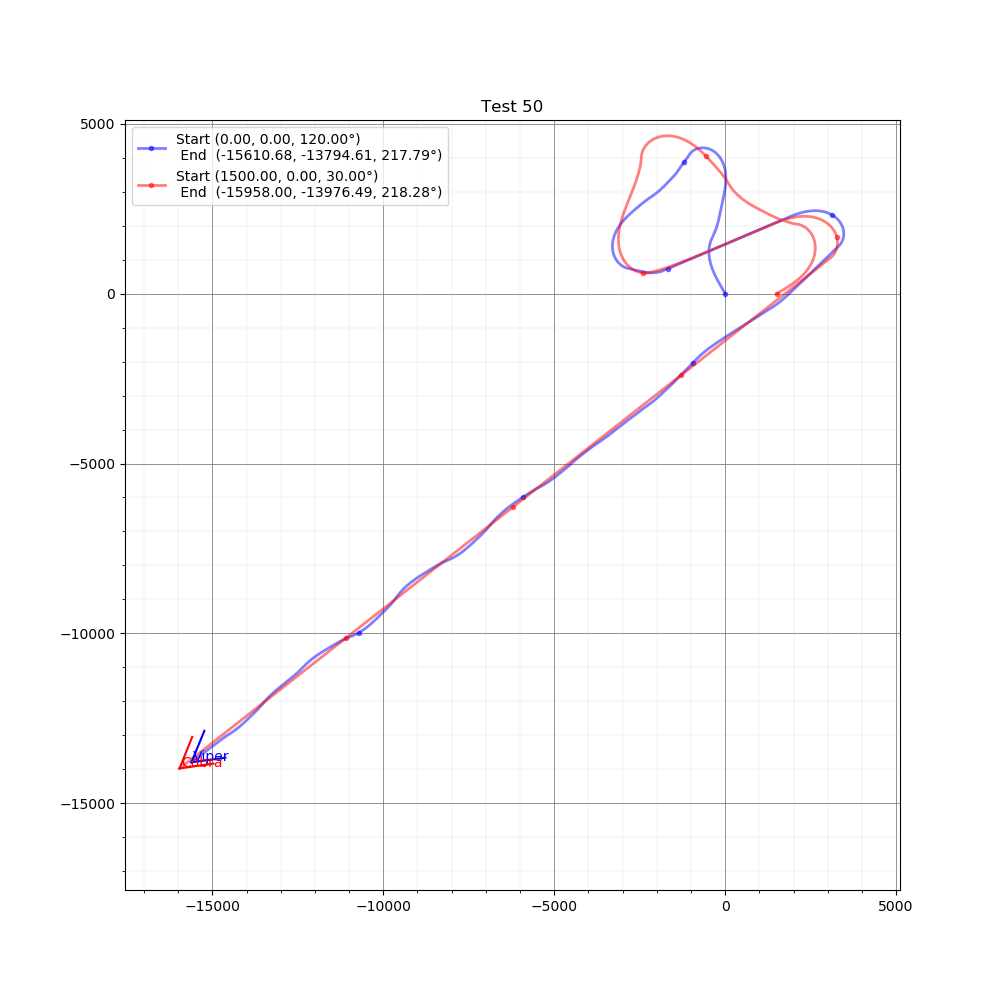 Test 50
Start (0.00, 0.00, 120.00°)
End (-15610.68, -13794.61, 217.79°)
Start (1500.00, 0.00, 30.00°)
End (-15958.00, -13976.49, 218.28°)
5000
0
−5000
−10000
−15000
Viper
Cobra
−15000 −10000 −5000 0 5000